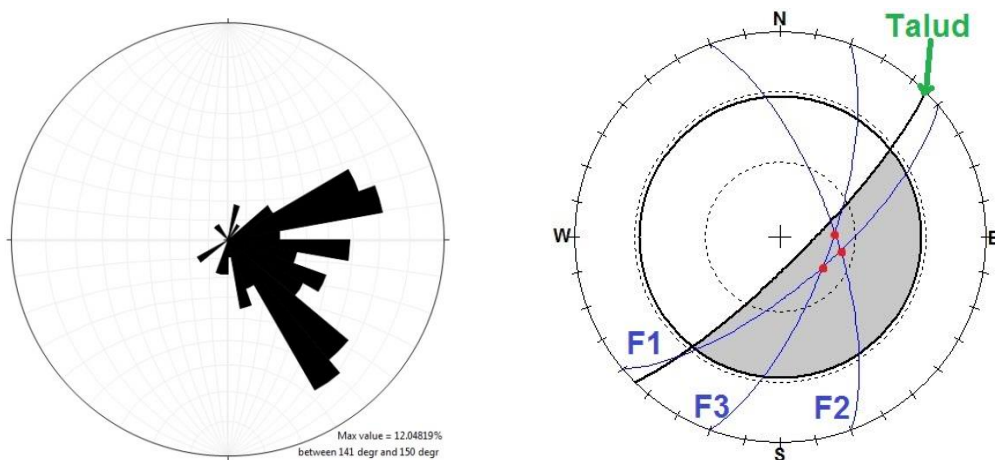 Max value = 12.04819%
between 141 degr and 150 degr
N
Talud
W
E
F1
F3
F2
S